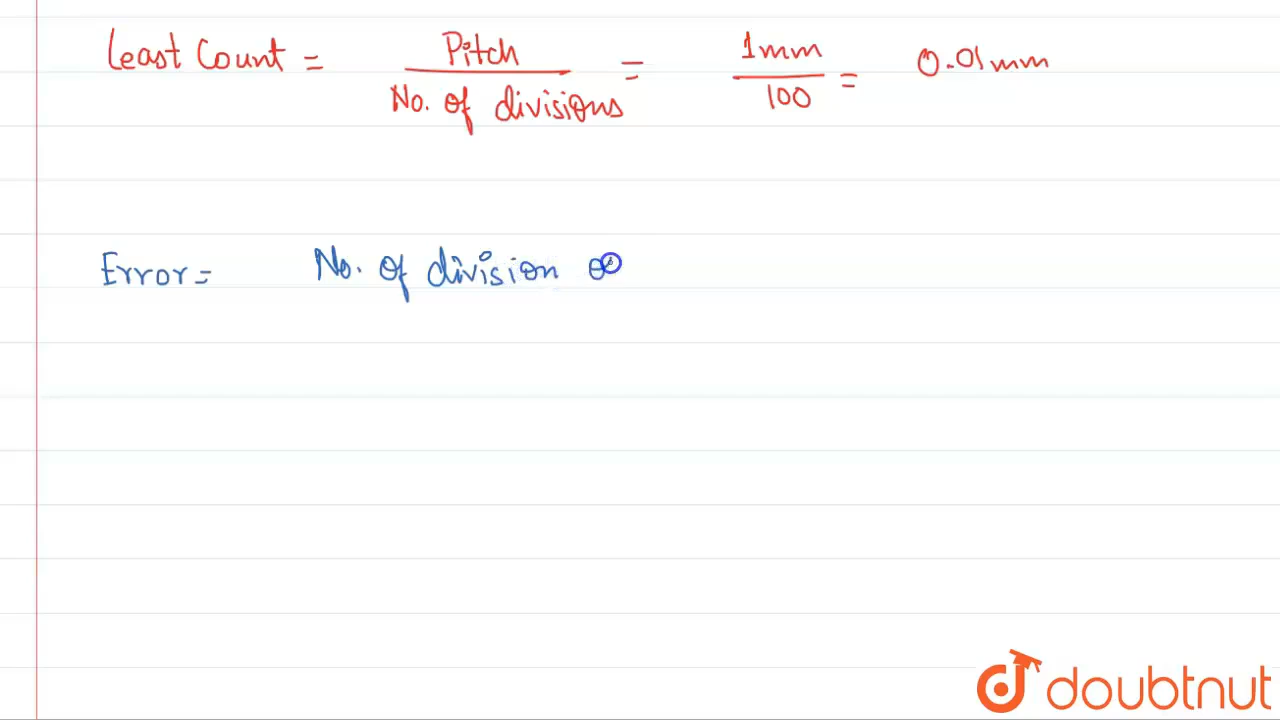 Least Count = Pitch / No. of divisions = 1mm / 100 = 0.01mm
Error = No. of division
doubtnut